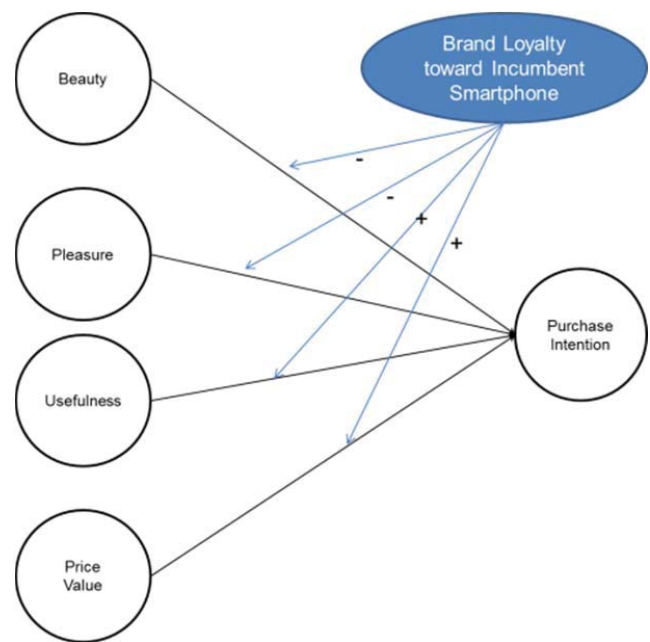 Beauty
Brand Loyalty
toward Incumbent
Smartphone
-
-
+
+
Pleasure
Purchase
Intention
Usefulness
Price
Value